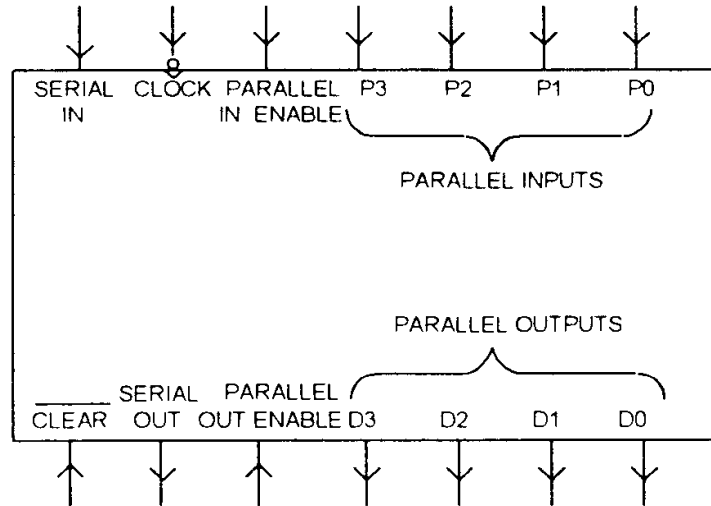 SERIAL IN
CLOCK
PARALLEL IN ENABLE
P3
P2
P1
P0
PARALLEL INPUTS
PARALLEL OUTPUTS
CLEAR
SERIAL OUT
PARALLEL OUT ENABLE
D3
D2
D1
D0